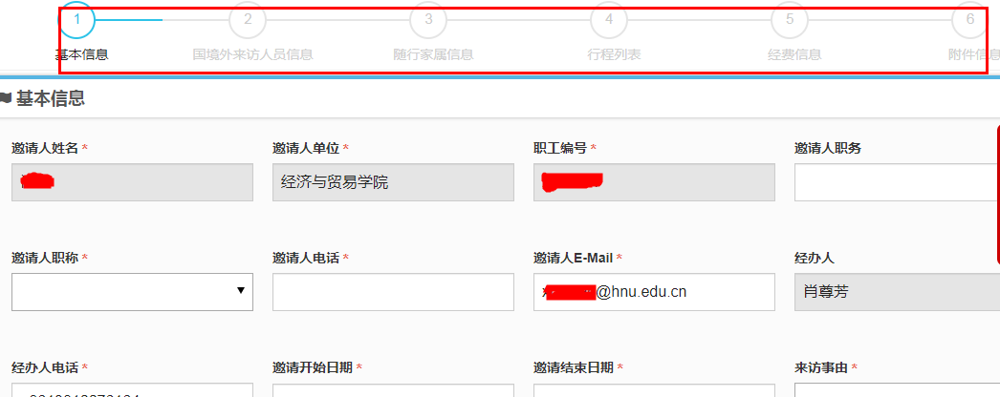 1 2 3 4 5 6
基本信息 国境外来访人员信息 随行家属信息 行程列表 经费信息 附件信息
基本信息
邀请人姓名 * 邀请人单位 * 职工编号 * 邀请人职务
经济与贸易学院
邀请人职称 * 邀请人电话 * 邀请人E-Mail * 经办人
@hnu.edu.cn 肖尊芳
经办人电话 * 邀请开始日期 * 邀请结束日期 * 来访事由 *